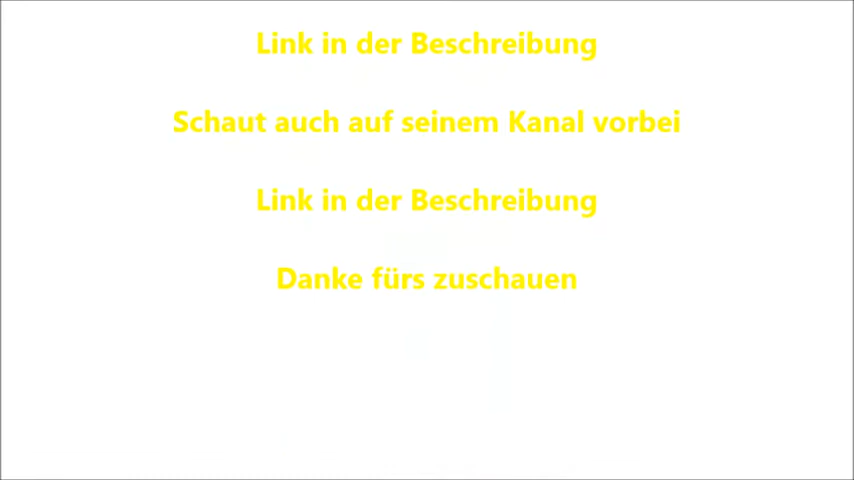 Link in der Beschreibung
Schaut auch auf seinem Kanal vorbei
Link in der Beschreibung
Danke fürs zuschauen